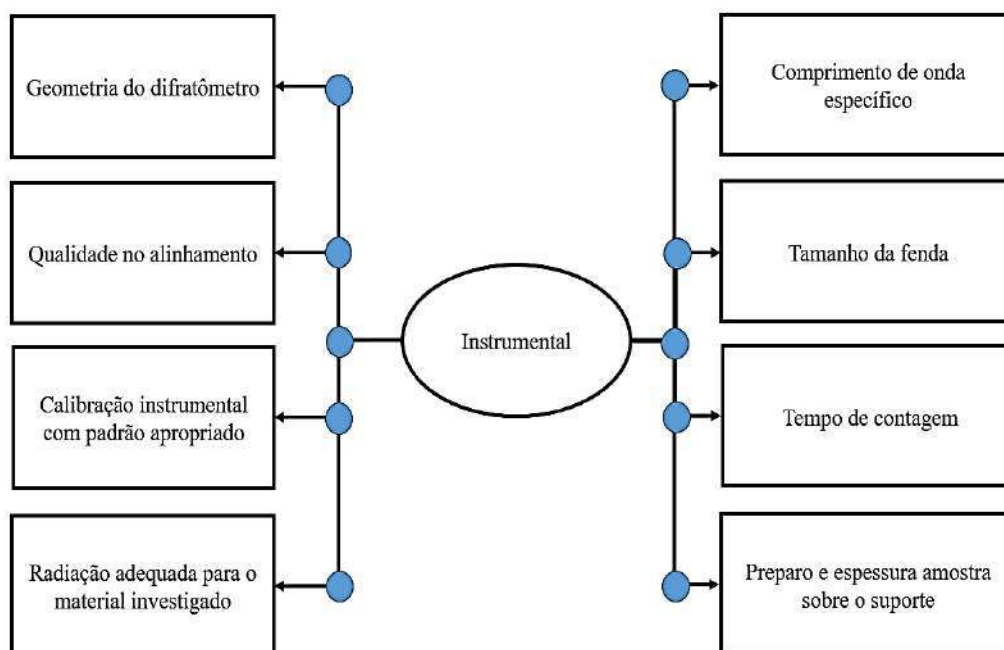 Geometria do difratômetro
Qualidade no alinhamento
Calibração instrumental
com padrão apropriado
Radiação adequada para o
material investigado
Instrumental
Comprimento de onda
específico
Tamanho da fenda
Tempo de contagem
Preparo e espessura amostra
sobre o suporte